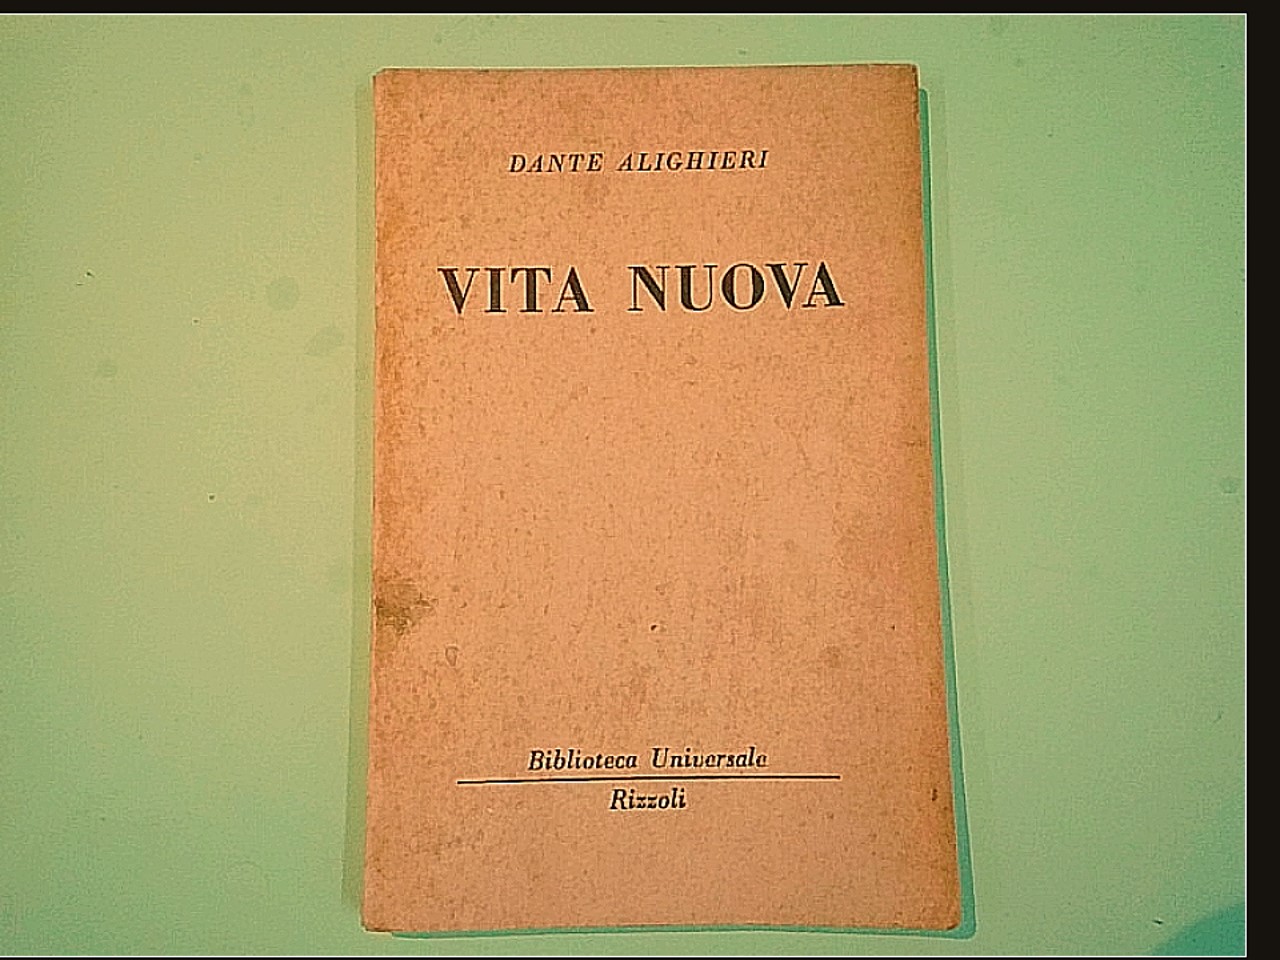 DANTE ALIGHIERI
VITA NUOVA
Biblioteca Universale
Rizzoli